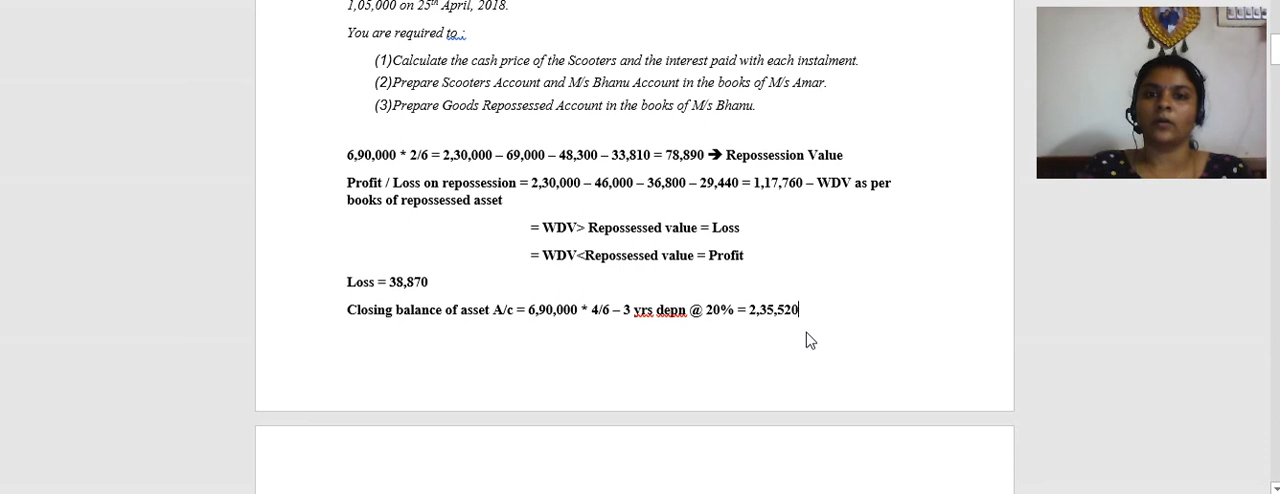 1,05,000 on 25th April, 2018.
You are required to :
(1)Calculate the cash price of the Scooters and the interest paid with each instalment.
(2)Prepare Scooters Account and M/s Bhanu Account in the books of M/s Amar.
(3)Prepare Goods Repossessed Account in the books of M/s Bhanu.
6,90,000 * 2/6 = 2,30,000 – 69,000 – 48,300 – 33,810 = 78,890 ➔ Repossession Value
Profit / Loss on repossession = 2,30,000 – 46,000 – 36,800 – 29,440 = 1,17,760 – WDV as per
books of repossessed asset
= WDV> Repossessed value = Loss
= WDV<Repossessed value = Profit
Loss = 38,870
Closing balance of asset A/c = 6,90,000 * 4/6 – 3 yrs depn @ 20% = 2,35,520